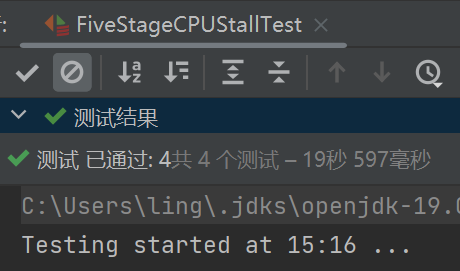 FiveStageCPUStallTest
测试结果
测试 已通过: 4共 4 个测试 – 19秒 597毫秒
C:\Users\ling\.jdks\openjdk-19.
Testing started at 15:16 ...